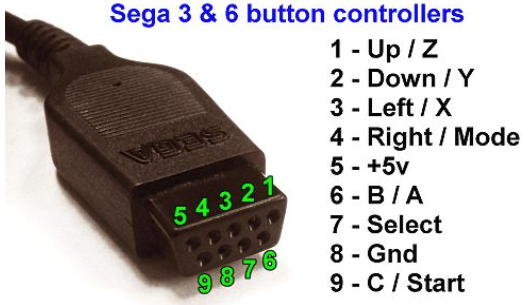 Sega 3 & 6 button controllers
1 - Up / Z
2 - Down / Y
3 - Left / X
4 - Right / Mode
5 - +5v
6 - B / A
7 - Select
8 - Gnd
9 - C / Start
SEGA
5 4 3 2 1
9 8 7 6